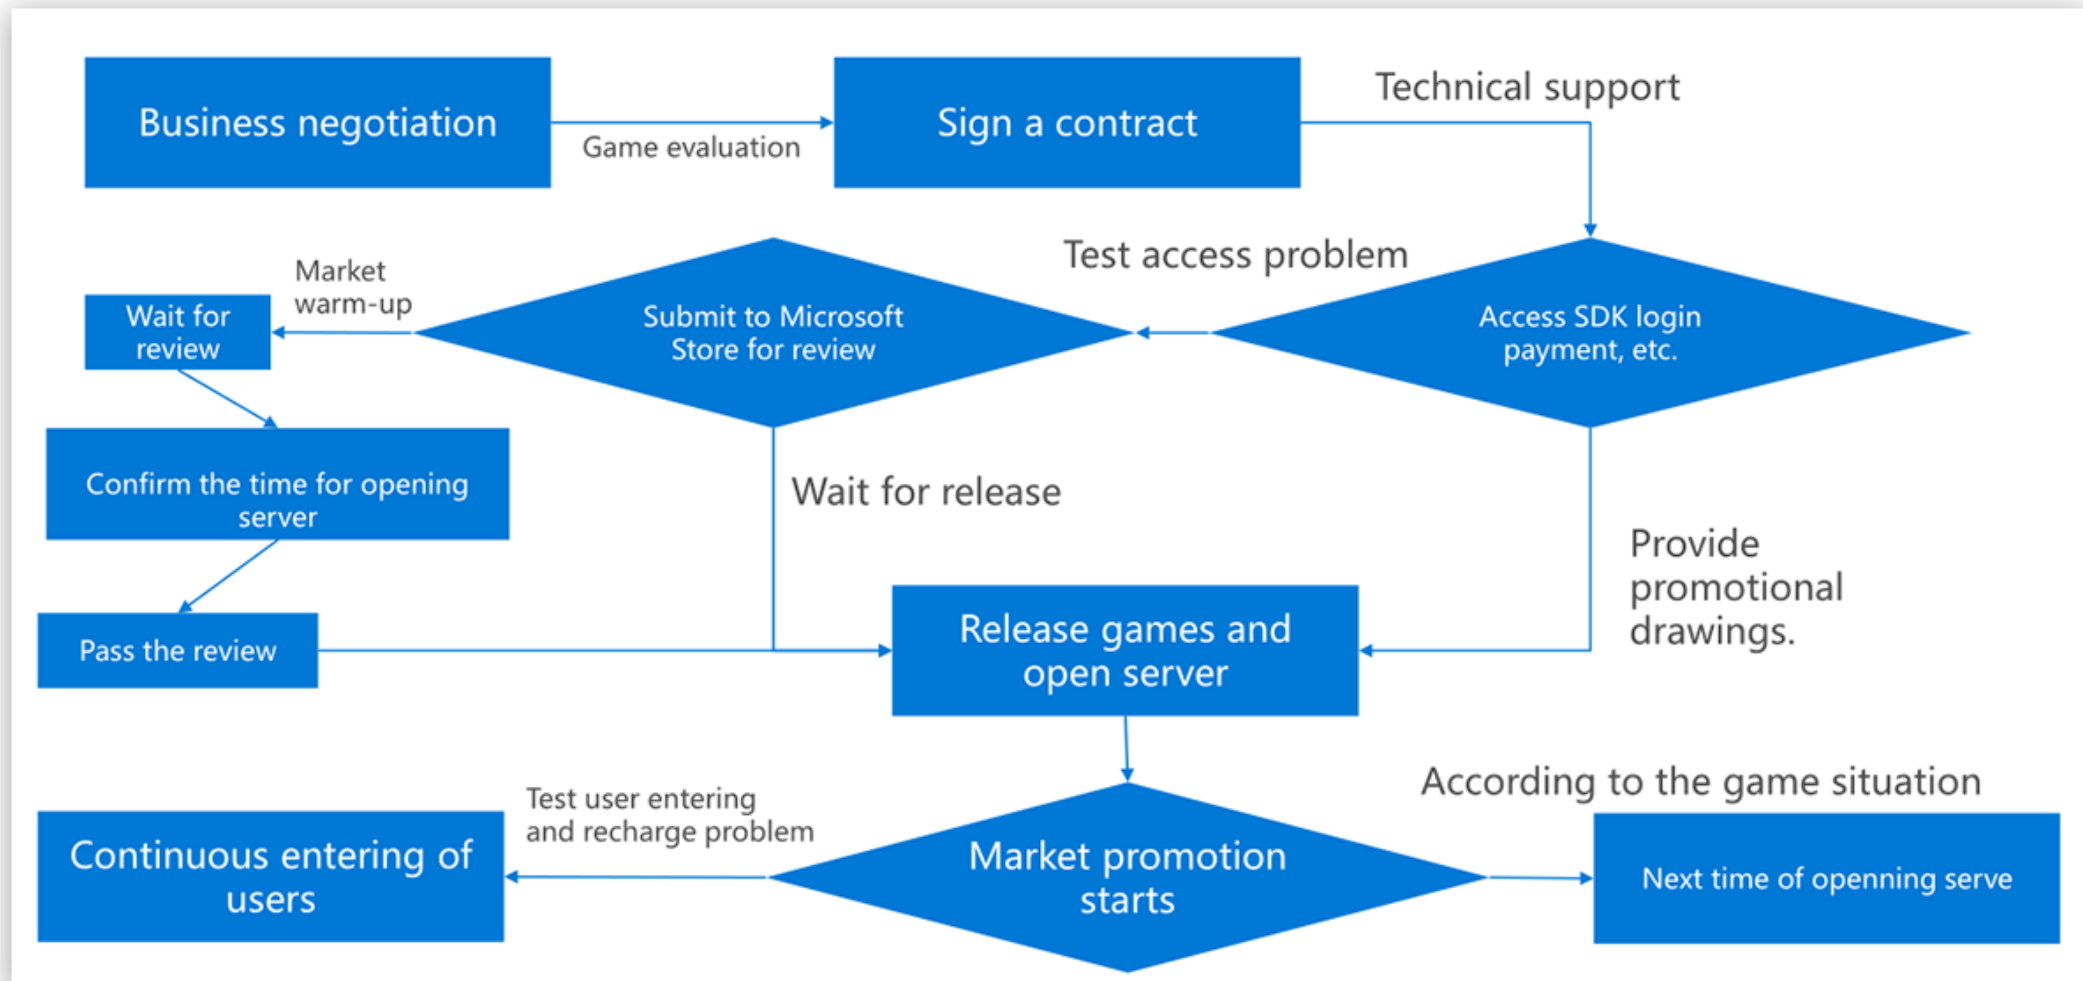 Business negotiation
Game evaluation
Sign a contract
Technical support
Test access problem
Access SDK login
payment, etc.
Submit to Microsoft
Store for review
Market
warm-up
Wait for
review
Confirm the time for opening
server
Pass the review
Wait for release
Provide
promotional
drawings.
Release games and
open server
According to the game situation
Test user entering
and recharge problem
Continuous entering of
users
Market promotion
starts
Next time of openning serve